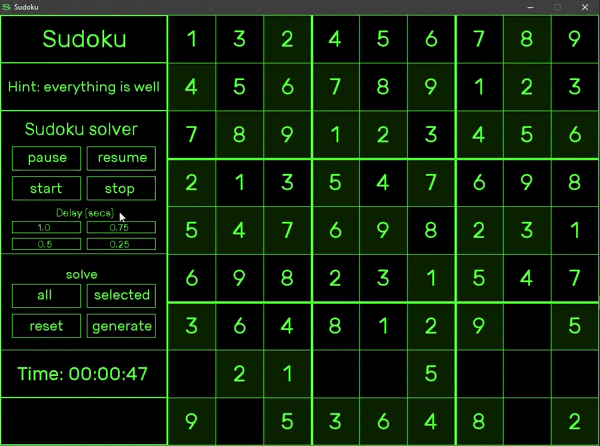 Sudoku
Sudoku
Hint: everything is well
Sudoku solver
pause resume
start stop
Delay [secs]
1.0 0.75
0.5 0.25
solve
all selected
reset generate
Time: 00:00:47
1 3 2 4 5 6 7 8 9
4 5 6 7 8 9 1 2 3
7 8 9 1 2 3 4 5 6
2 1 3 5 4 7 6 9 8
5 4 7 6 9 8 2 3 1
6 9 8 2 3 1 5 4 7
3 6 4 8 1 2 9 5
2 1 5
9 5 3 6 4 8 2